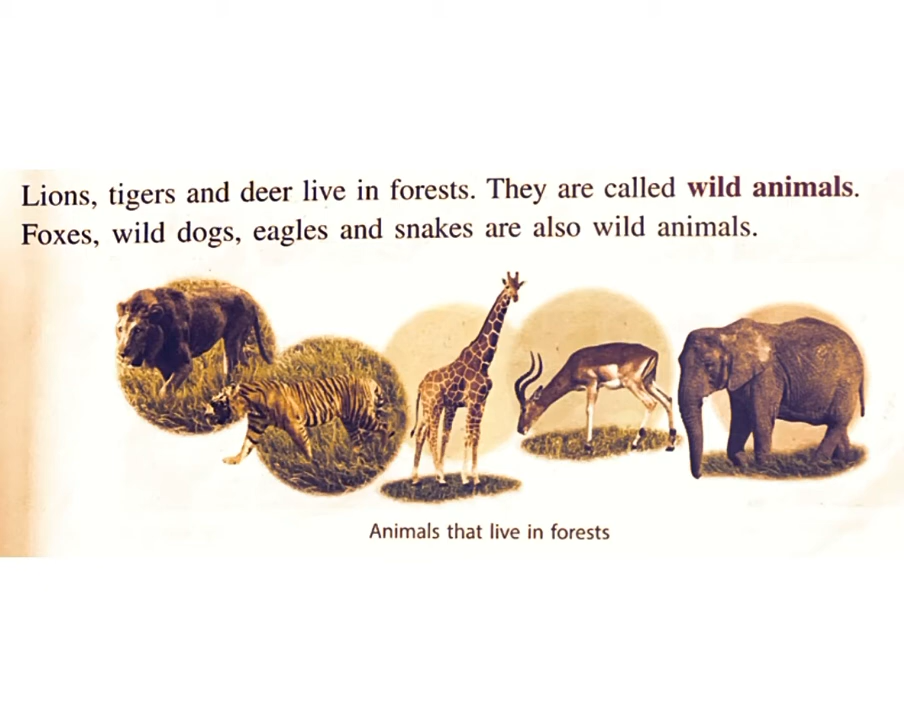 Lions, tigers and deer live in forests. They are called wild animals.
Foxes, wild dogs, eagles and snakes are also wild animals.
Animals that live in forests